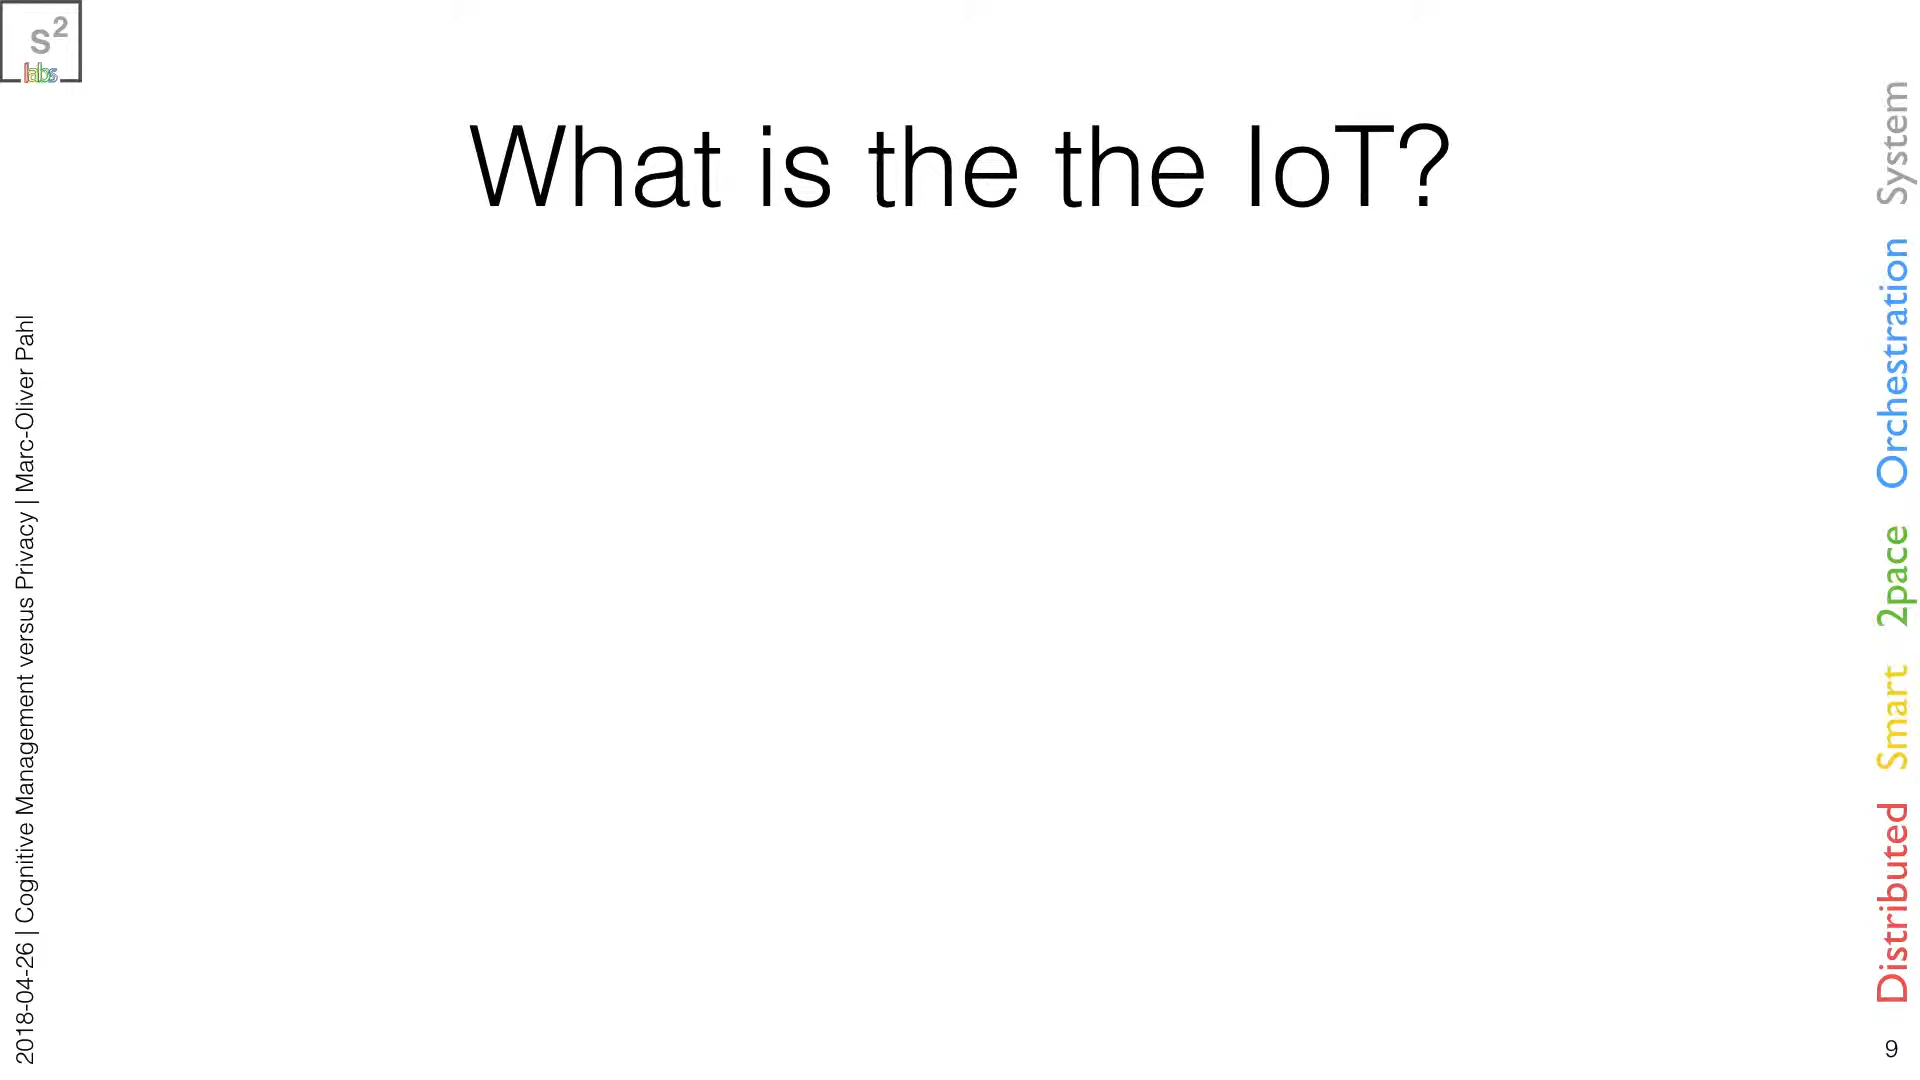 s2
labs
What is the the IoT?
2018-04-26 | Cognitive Management versus Privacy | Marc-Oliver Pahl
Distributed Smart 2pace Orchestration System
9